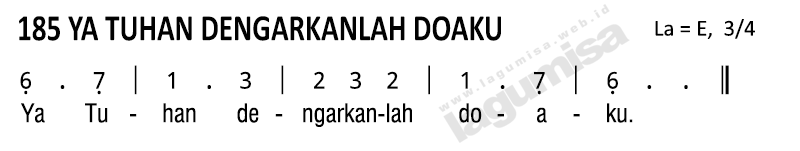 185 YA TUHAN DENGARKANLAH DOAKU La = E, 3/4
6̣ . 7̣ | 1 . 3 | 2 3 2 | 1 . 7̣ | 6̣ . . ‖
Ya Tu - han de - ngarkan-lah do - a - ku.
www.lagumisa.web.id
lagumisa